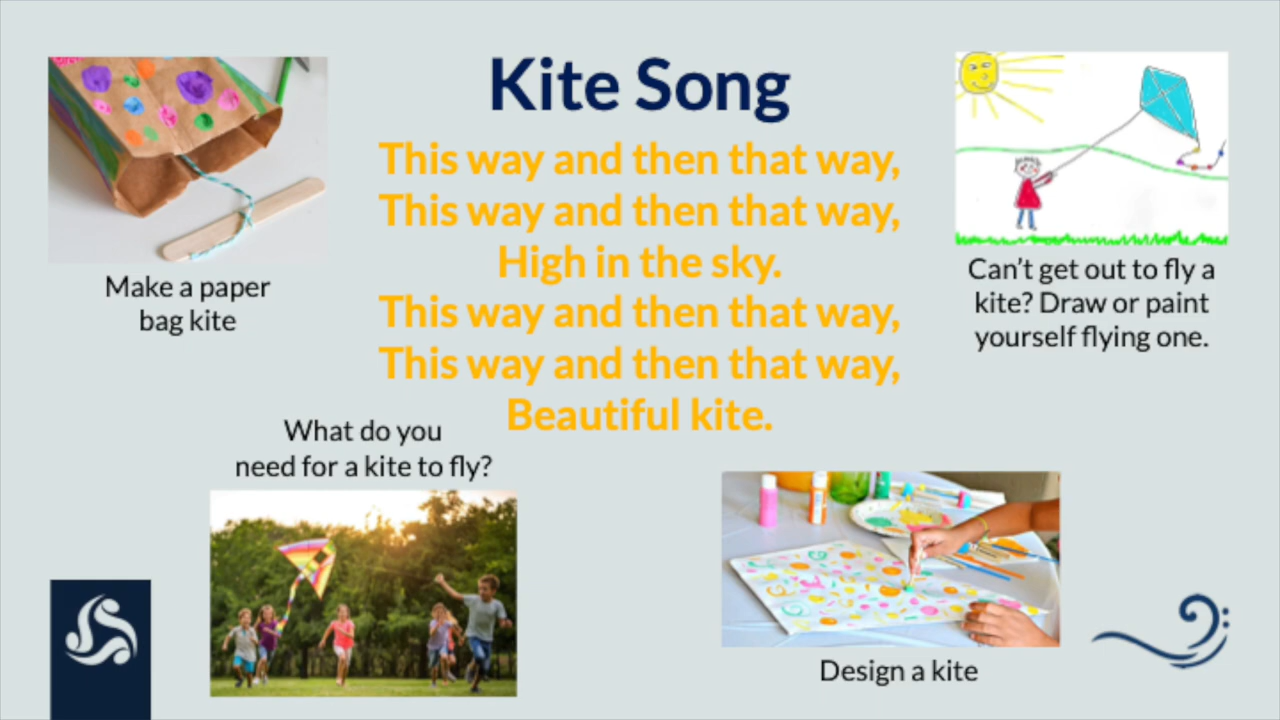 Kite Song
This way and then that way,
This way and then that way,
High in the sky.
This way and then that way,
This way and then that way,
Beautiful kite.
Make a paper
bag kite
Can’t get out to fly a
kite? Draw or paint
yourself flying one.
What do you
need for a kite to fly?
Design a kite